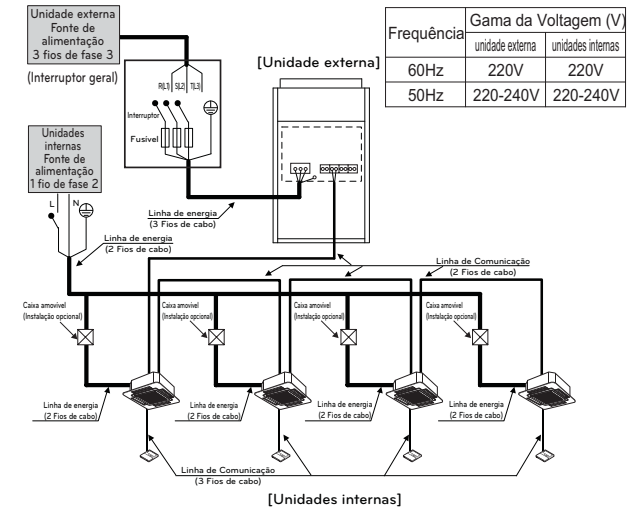 Unidade externa
Fonte de
alimentação
3 fios de fase 3
(Interruptor geral)
R(L1) S(L2) T(L3)
Interruptor
Fusível
[Unidade externa]
Frequência
Gama da Voltagem (V)
unidade externa
unidades internas
60Hz 220V 220V
50Hz 220-240V 220-240V
Unidades
internas
Fonte de
alimentação
1 fio de fase 2
L N
Linha de energia
(3 Fios de cabo)
Linha de energia
(2 Fios de cabo)
Linha de Comunicação
(2 Fios de cabo)
Caixa amovível
(Instalação opcional)
Caixa amovível
(Instalação opcional)
Caixa amovível
(Instalação opcional)
Caixa amovível
(Instalação opcional)
Linha de energia
(2 Fios de cabo)
Linha de energia
(2 Fios de cabo)
Linha de energia
(2 Fios de cabo)
Linha de energia
(2 Fios de cabo)
Linha de Comunicação
(3 Fios de cabo)
[Unidades internas]